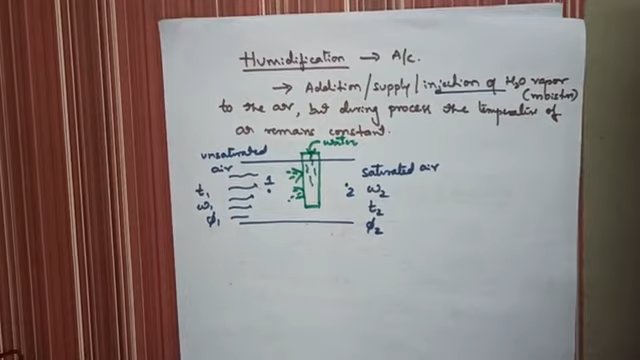 Humidification → A/c.
→ Addition/supply/injection of H₂O vapor
(moisture)
to the air, but during process the temperature of
air remains constant.
water
unsaturated
air
saturated air
1
2
t₁
ω₁
φ₁
ω₂
t₂
φ₂